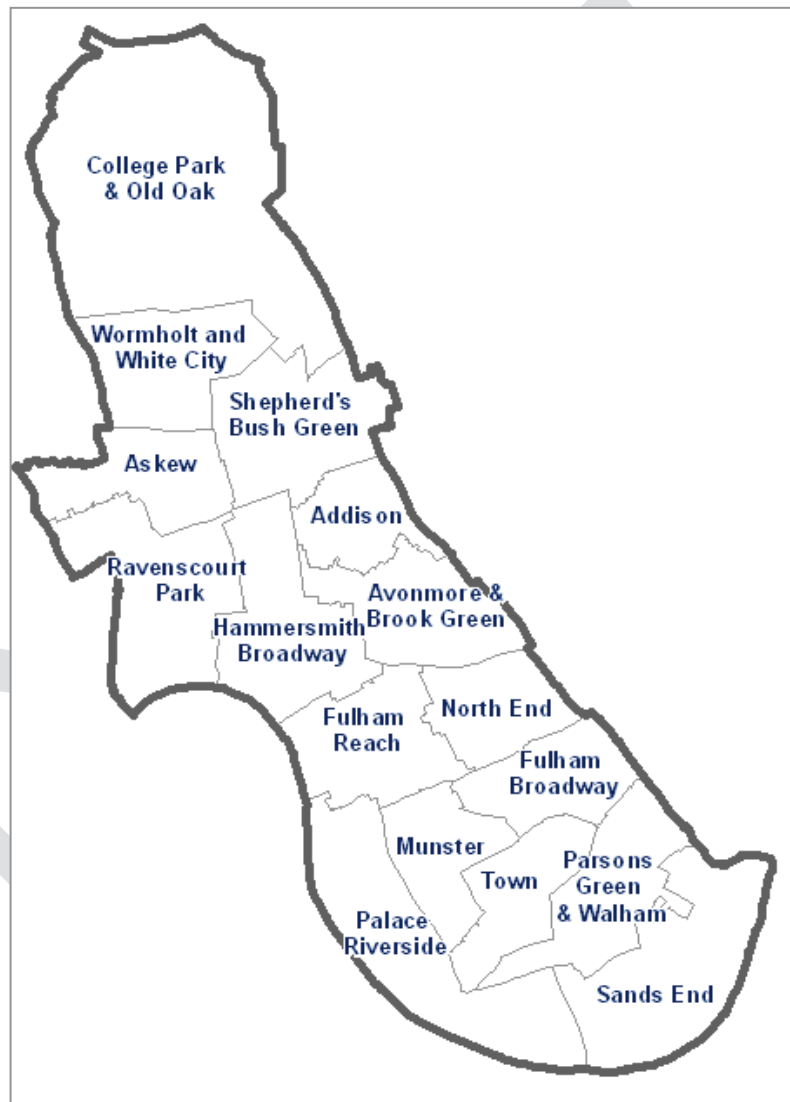 College Park
& Old Oak
Wormholt and
White City
Shepherd's
Bush Green
Askew
Addison
Ravenscourt
Park
Avonmore &
Brook Green
Hammersmith
Broadway
North End
Fulham
Reach
Fulham
Broadway
Munster
Town
Parsons
Green
& Walham
Palace
Riverside
Sands End